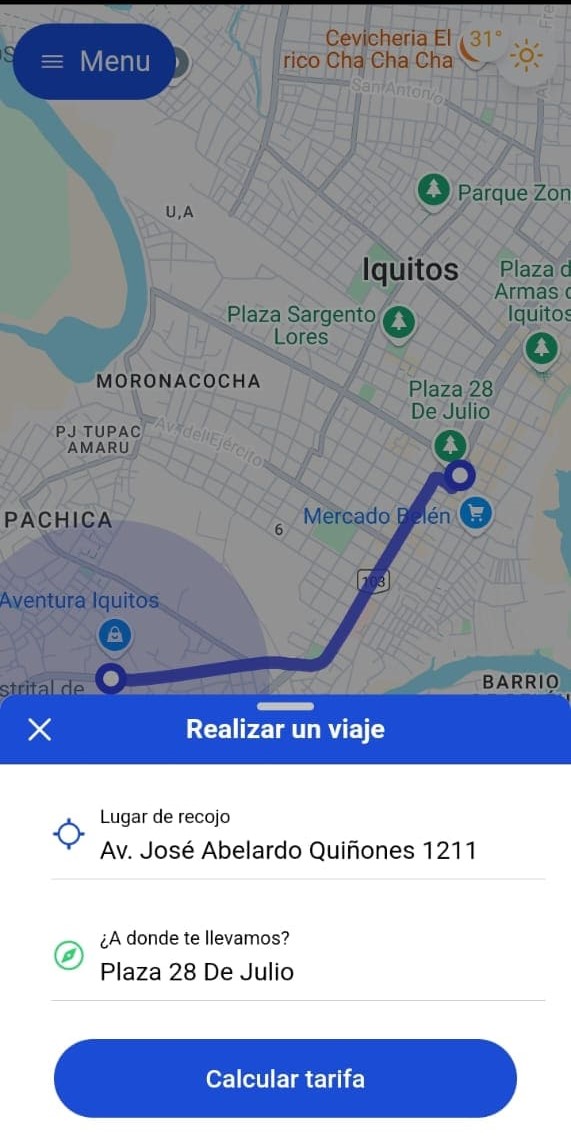 Menu
Cevicheria El
rico Cha Cha Cha
31°
San Antonio
Parque Zon
U,A
Iquitos
Plaza d
Armas d
Iquitos
Plaza Sargento
Lores
MORONACOCHA
Plaza 28
De Julio
PJ TUPAC
AMARU
Av. del Ejército
PACHICA
Mercado Belén
6
103
Aventura Iquitos
strital de
BARRIO
Realizar un viaje
Lugar de recojo
Av. José Abelardo Quiñones 1211
¿A donde te llevamos?
Plaza 28 De Julio
Calcular tarifa